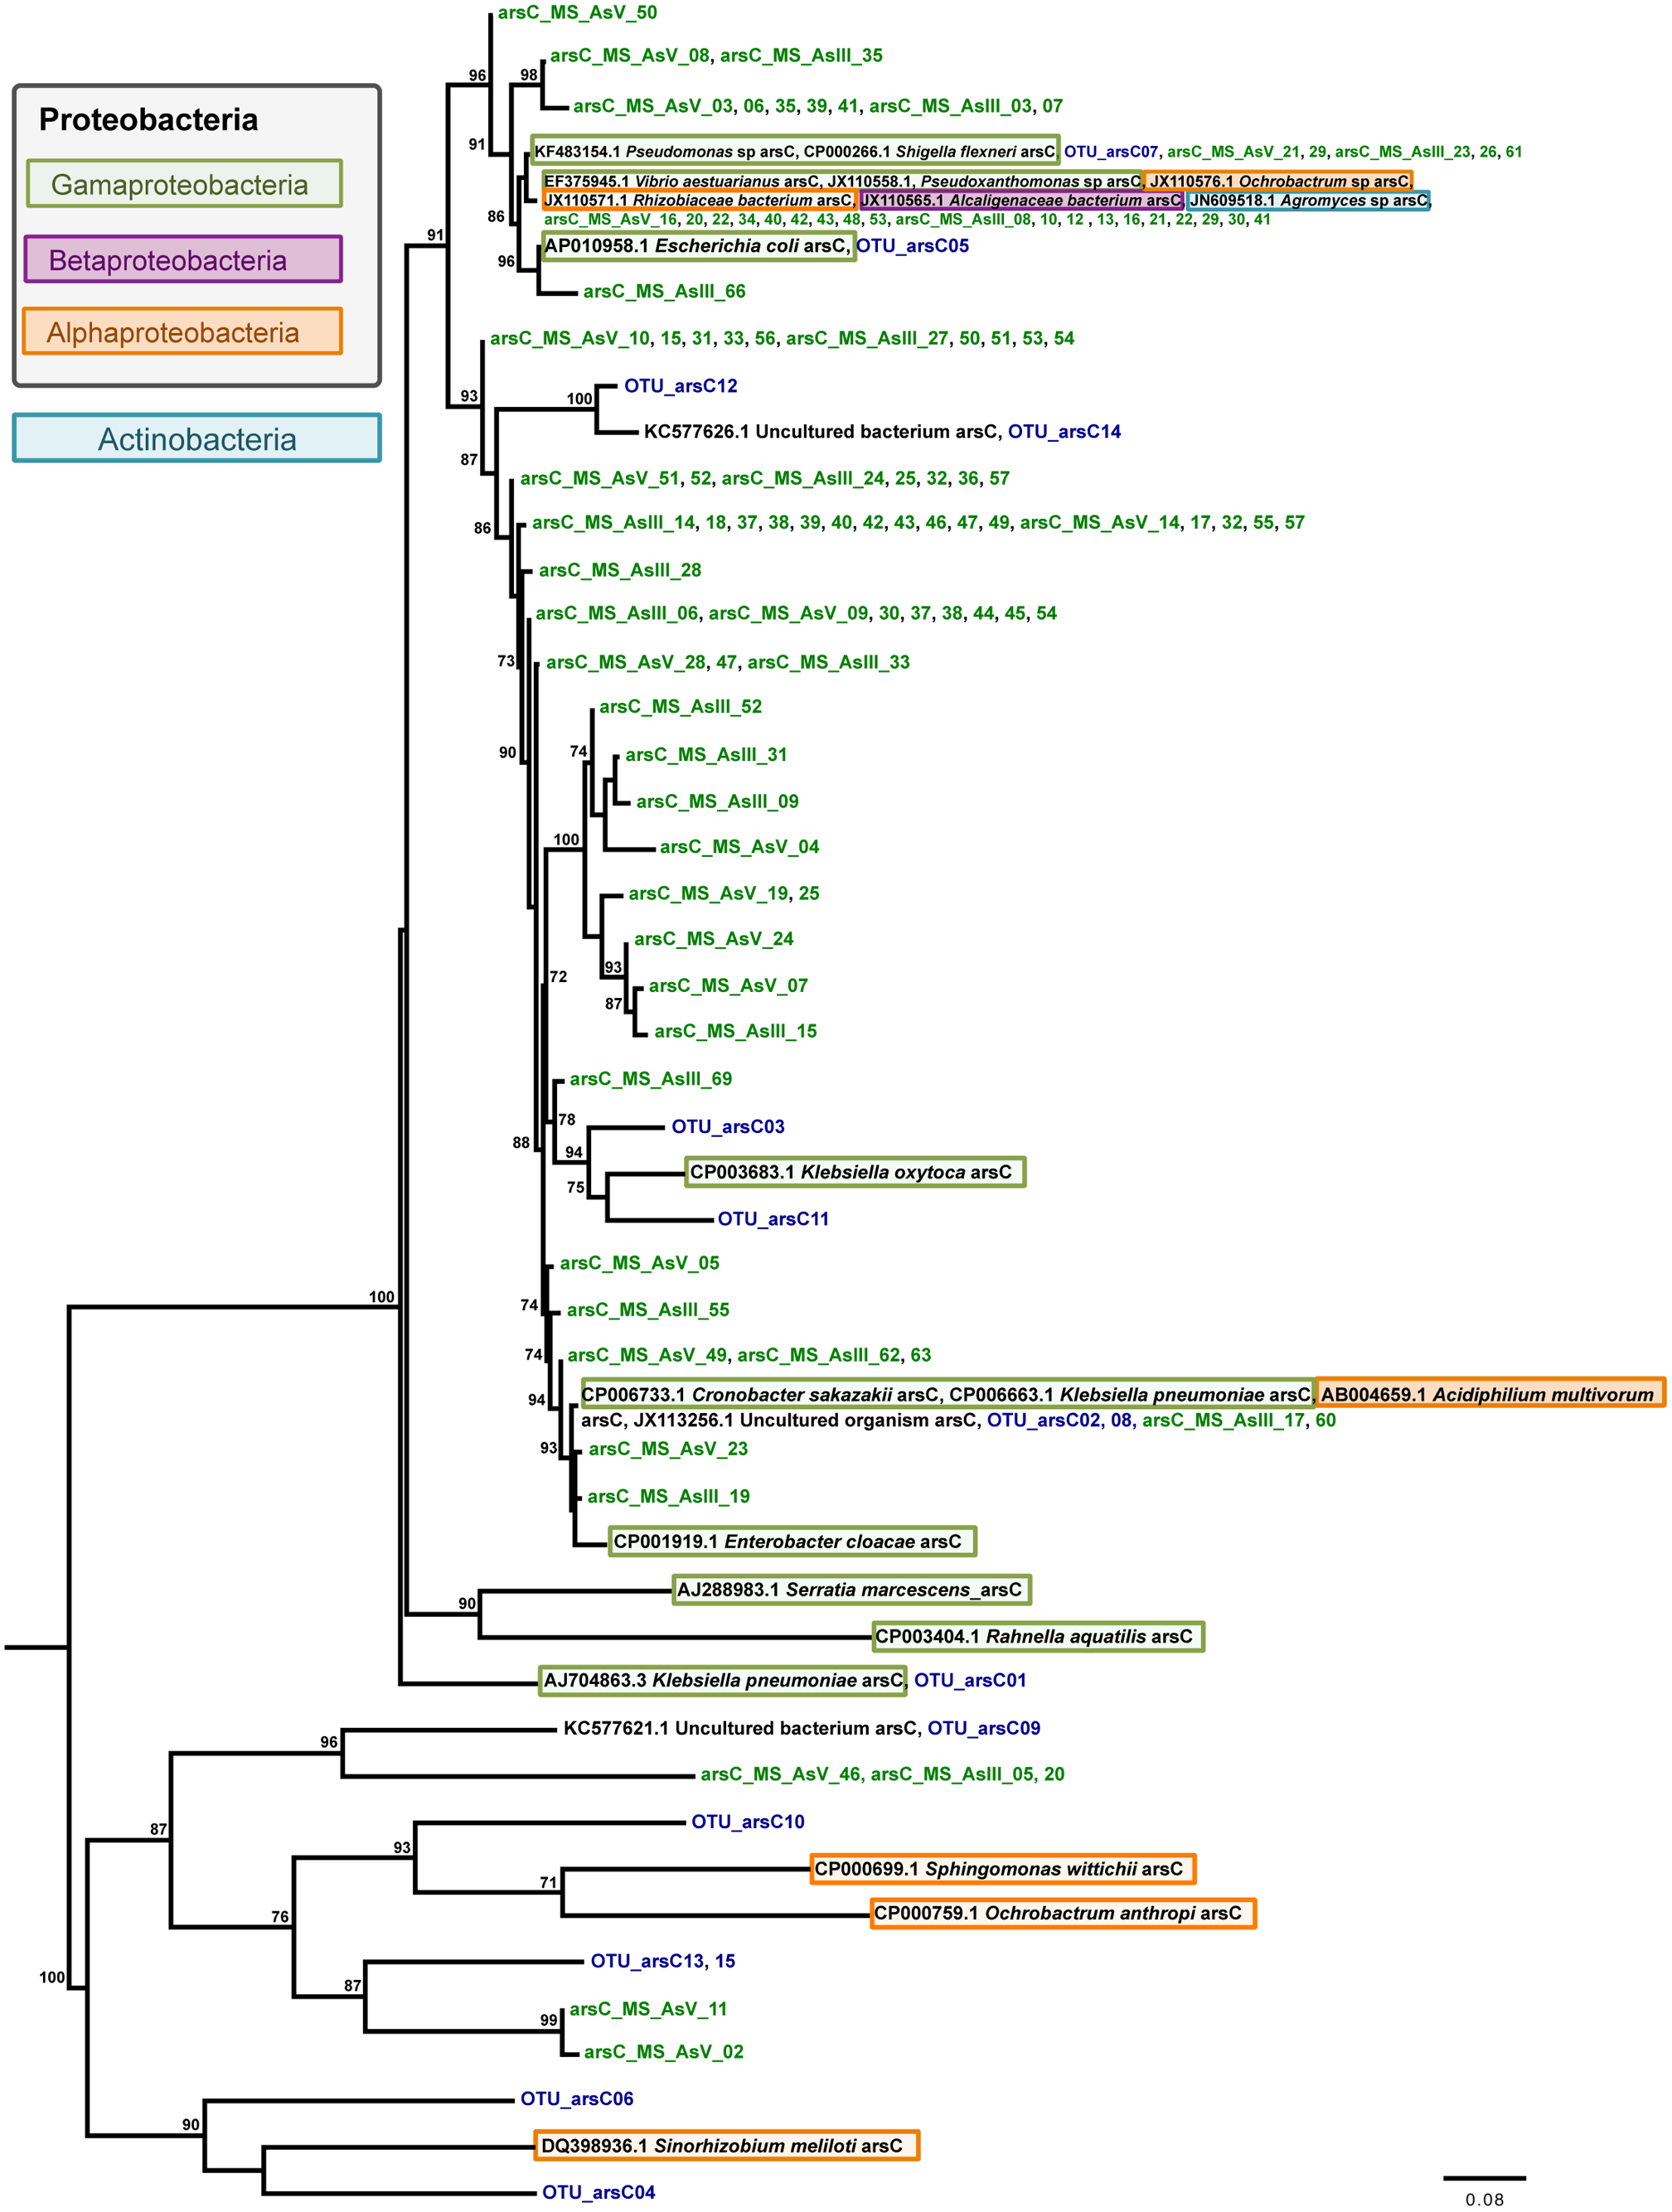 arsC_MS_AsV_50
arsC_MS_AsV_08, arsC_MS_AsIII_35
96
98
arsC_MS_AsV_03, 06, 35, 39, 41, arsC_MS_AsIII_03, 07
Proteobacteria
91
KF483154.1 Pseudomonas sp arsC, CP000266.1 Shigella flexneri arsC, OTU_arsC07, arsC_MS_AsV_21, 29, arsC_MS_AsIII_23, 26, 61
Gamaproteobacteria
EF375945.1 Vibrio aestuarianus arsC, JX110558.1, Pseudoxanthomonas sp arsC, JX110576.1 Ochrobactrum sp arsC,
JX110571.1 Rhizobiaceae bacterium arsC, JX110565.1 Alcaligenaceae bacterium arsC, JN609518.1 Agromyces sp arsC,
86
arsC_MS_AsV_16, 20, 22, 34, 40, 42, 43, 48, 53, arsC_MS_AsIII_08, 10, 12 , 13, 16, 21, 22, 29, 30, 41
91
AP010958.1 Escherichia coli arsC, OTU_arsC05
Betaproteobacteria
96
arsC_MS_AsIII_66
Alphaproteobacteria
arsC_MS_AsV_10, 15, 31, 33, 56, arsC_MS_AsIII_27, 50, 51, 53, 54
OTU_arsC12
93
100
KC577626.1 Uncultured bacterium arsC, OTU_arsC14
Actinobacteria
87
arsC_MS_AsV_51, 52, arsC_MS_AsIII_24, 25, 32, 36, 57
86
arsC_MS_AsIII_14, 18, 37, 38, 39, 40, 42, 43, 46, 47, 49, arsC_MS_AsV_14, 17, 32, 55, 57
arsC_MS_AsIII_28
arsC_MS_AsIII_06, arsC_MS_AsV_09, 30, 37, 38, 44, 45, 54
73
arsC_MS_AsV_28, 47, arsC_MS_AsIII_33
arsC_MS_AsIII_52
90
74
arsC_MS_AsIII_31
arsC_MS_AsIII_09
100
arsC_MS_AsV_04
arsC_MS_AsV_19, 25
arsC_MS_AsV_24
93
72
arsC_MS_AsV_07
87
arsC_MS_AsIII_15
arsC_MS_AsIII_69
78
OTU_arsC03
88
94
CP003683.1 Klebsiella oxytoca arsC
75
OTU_arsC11
arsC_MS_AsV_05
100
74
arsC_MS_AsIII_55
74
arsC_MS_AsV_49, arsC_MS_AsIII_62, 63
94
CP006733.1 Cronobacter sakazakii arsC, CP006663.1 Klebsiella pneumoniae arsC, AB004659.1 Acidiphilium multivorum
arsC, JX113256.1 Uncultured organism arsC, OTU_arsC02, 08, arsC_MS_AsIII_17, 60
93
arsC_MS_AsV_23
arsC_MS_AsIII_19
CP001919.1 Enterobacter cloacae arsC
AJ288983.1 Serratia marcescens_arsC
90
CP003404.1 Rahnella aquatilis arsC
AJ704863.3 Klebsiella pneumoniae arsC, OTU_arsC01
KC577621.1 Uncultured bacterium arsC, OTU_arsC09
96
arsC_MS_AsV_46, arsC_MS_AsIII_05, 20
87
OTU_arsC10
93
CP000699.1 Sphingomonas wittichii arsC
71
CP000759.1 Ochrobactrum anthropi arsC
76
OTU_arsC13, 15
100
87
arsC_MS_AsV_11
99
arsC_MS_AsV_02
OTU_arsC06
90
DQ398936.1 Sinorhizobium meliloti arsC
OTU_arsC04
0.08